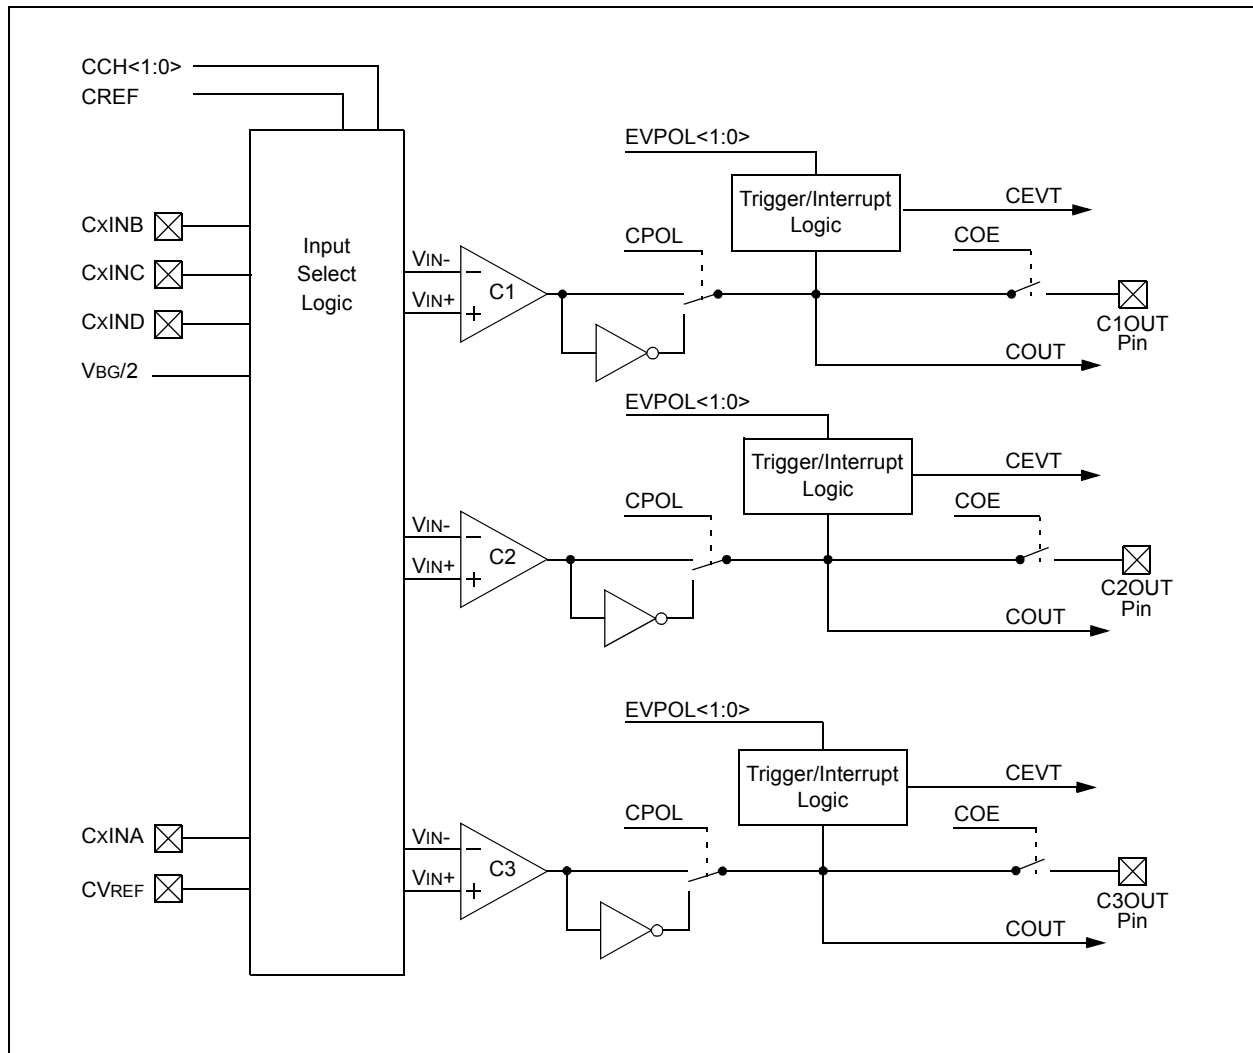 CCH<1:0>
CREF
CXINB
CXINC
CXIND
VBG/2
CXINA
CVREF
Input
Select
Logic
EVPOL<1:0>
Trigger/Interrupt
Logic
CEVT
CPOL
COE
VIN-
VIN+
C1
C1OUT
Pin
COUT
EVPOL<1:0>
Trigger/Interrupt
Logic
CEVT
CPOL
COE
VIN-
VIN+
C2
C2OUT
Pin
COUT
EVPOL<1:0>
Trigger/Interrupt
Logic
CEVT
CPOL
COE
VIN-
VIN+
C3
C3OUT
Pin
COUT